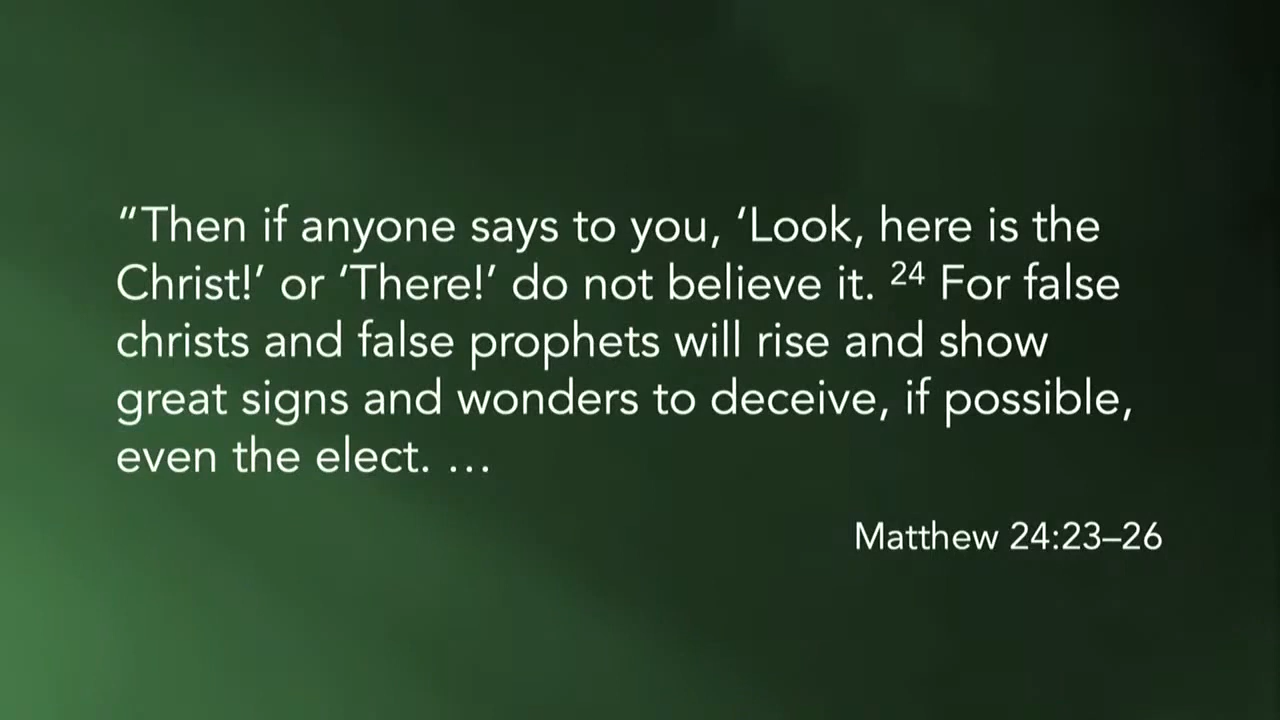 “Then if anyone says to you, ‘Look, here is the
Christ!’ or ‘There!’ do not believe it. ²⁴ For false
christs and false prophets will rise and show
great signs and wonders to deceive, if possible,
even the elect. …
Matthew 24:23–26